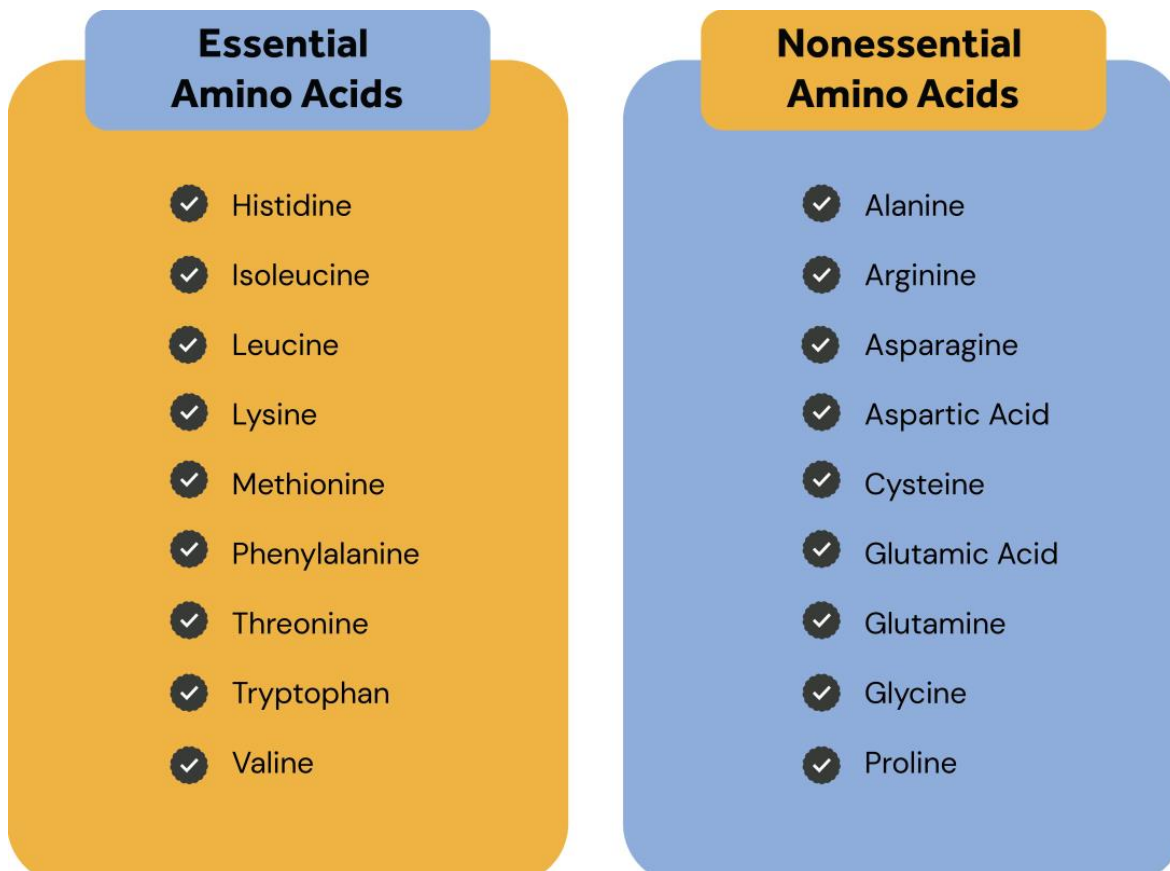 Essential
Amino Acids
Histidine
Isoleucine
Leucine
Lysine
Methionine
Phenylalanine
Threonine
Tryptophan
Valine
Nonessential
Amino Acids
Alanine
Arginine
Asparagine
Aspartic Acid
Cysteine
Glutamic Acid
Glutamine
Glycine
Proline